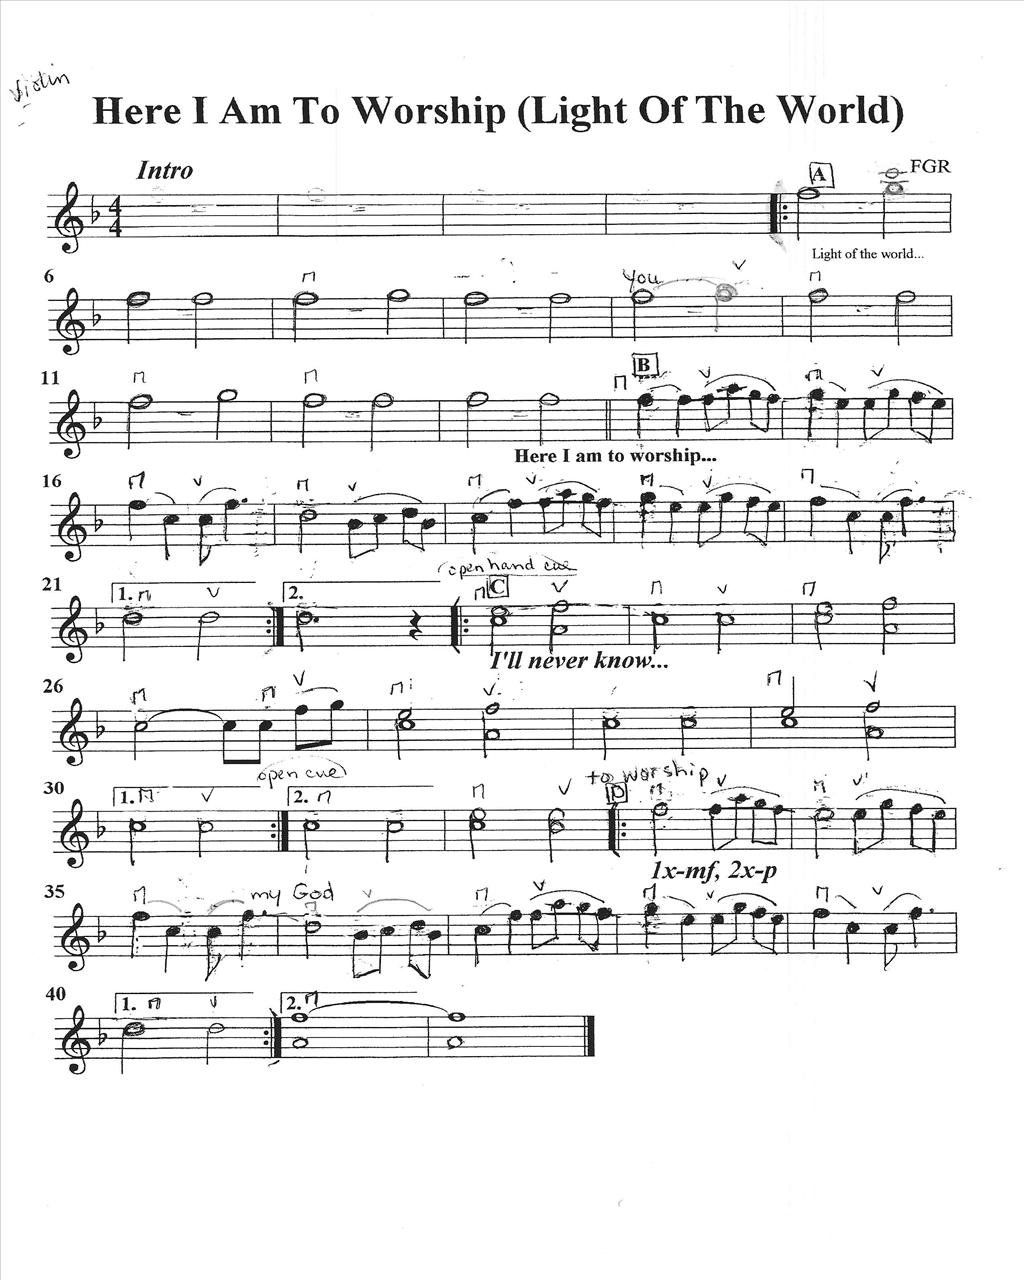 Violin
Here I Am To Worship (Light Of The World)
Intro
A
FGR
4
4
Light of the world...
6
You
11
B
Here I am to worship...
16
open hand cue
21
1.
2.
C
I'll never know...
26
open cue
to worship
30
1.
2.
D
1x-mf, 2x-p
35
my God
40
1.
2.